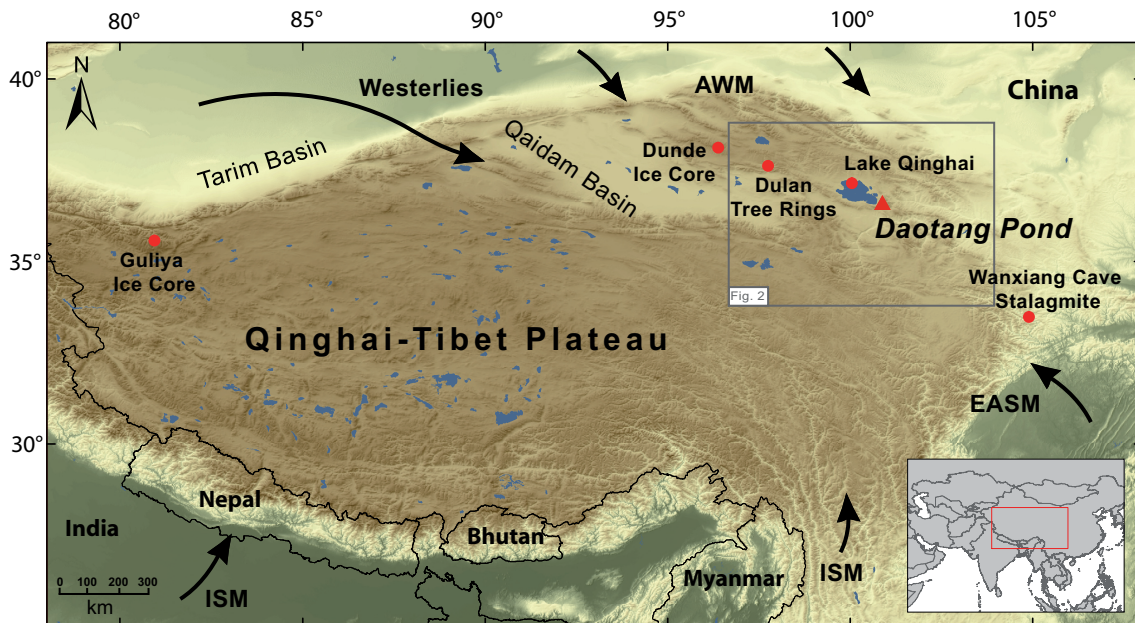 80°
85°
90°
95°
100°
105°
40°
N
Westerlies
AWM
China
Tarim Basin
Qaidam Basin
Dunde
Ice Core
Dulan
Tree Rings
Lake Qinghai
Daotang Pond
35°
Guliya
Ice Core
Wanxiang Cave
Stalagmite
Fig. 2
Qinghai-Tibet Plateau
EASM
30°
Nepal
India
Bhutan
Myanmar
ISM
ISM
0 100 200 300
km